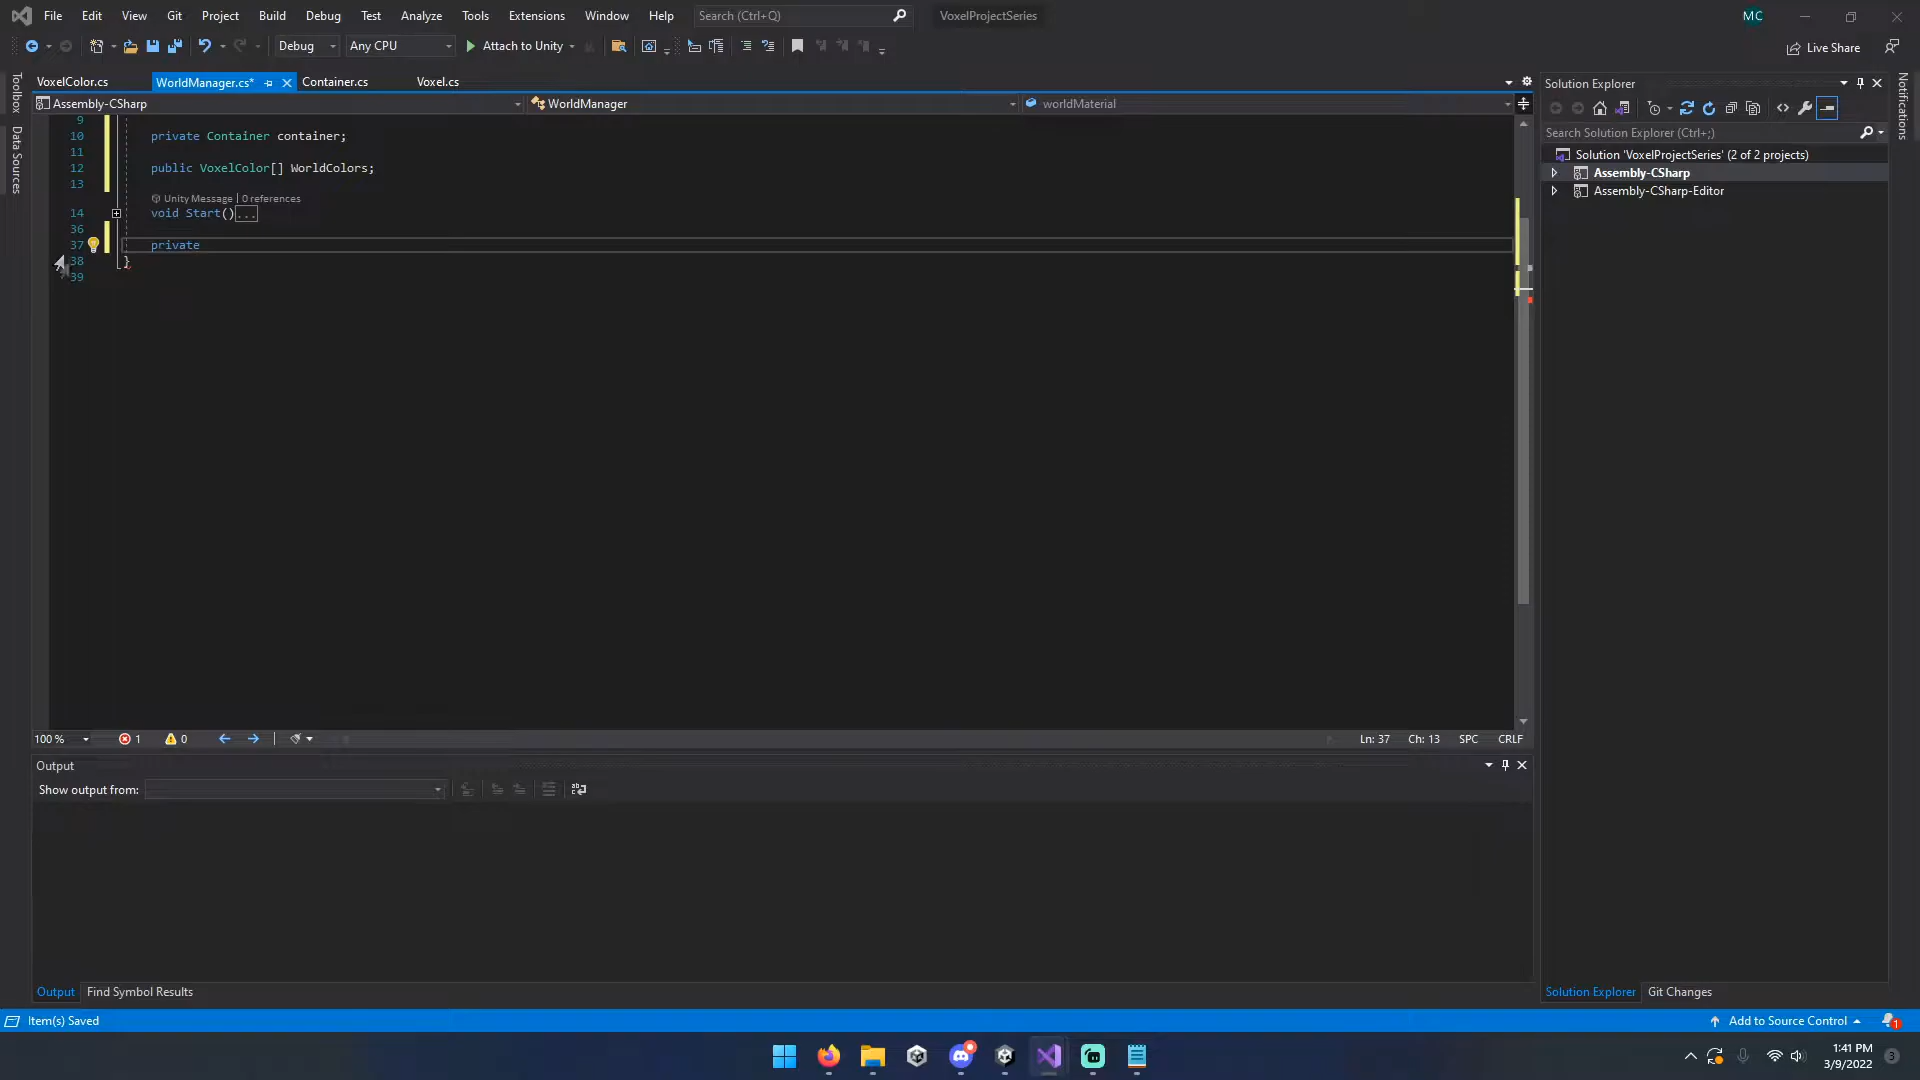 File Edit View Git Project Build Debug Test Analyze Tools Extensions Window Help Search (Ctrl+Q) VoxelProjectSeries MC
Debug Any CPU Attach to Unity Live Share
VoxelColor.cs WorldManager.cs* Container.cs Voxel.cs
Assembly-CSharp WorldManager worldMaterial
9
10 private Container container;
11
12 public VoxelColor[] WorldColors;
13
Unity Message | 0 references
14 void Start()...
36
37 private
38 }
39
100 % 1 0 Ln: 37 Ch: 13 SPC CRLF
Output
Show output from:
Output Find Symbol Results
Toolbox
Data Sources
Solution Explorer
Search Solution Explorer (Ctrl+;)
Solution 'VoxelProjectSeries' (2 of 2 projects)
Assembly-CSharp
Assembly-CSharp-Editor
Solution Explorer Git Changes
Notifications
Item(s) Saved Add to Source Control 1
1:41 PM
3/9/2022 3